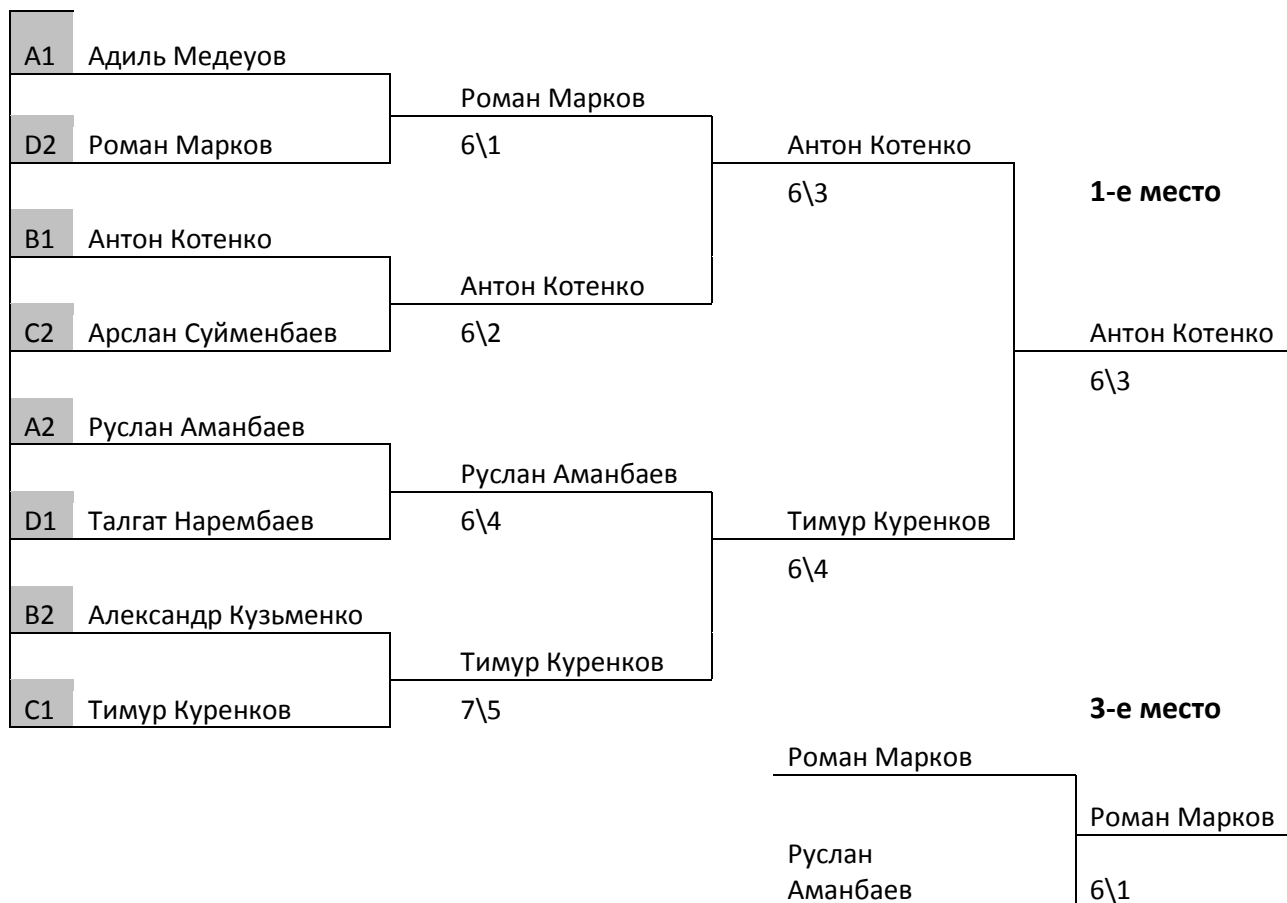 A1 Адиль Медеуов
Роман Марков
D2 Роман Марков 6\1 Антон Котенко
6\3 1-е место
B1 Антон Котенко
Антон Котенко
C2 Арслан Суйменбаев 6\2 Антон Котенко
6\3
A2 Руслан Аманбаев
Руслан Аманбаев
D1 Талгат Нарембаев 6\4 Тимур Куренков
6\4
B2 Александр Кузьменко
Тимур Куренков
C1 Тимур Куренков 7\5 3-е место
Роман Марков
Роман Марков
Руслан
Аманбаев 6\1